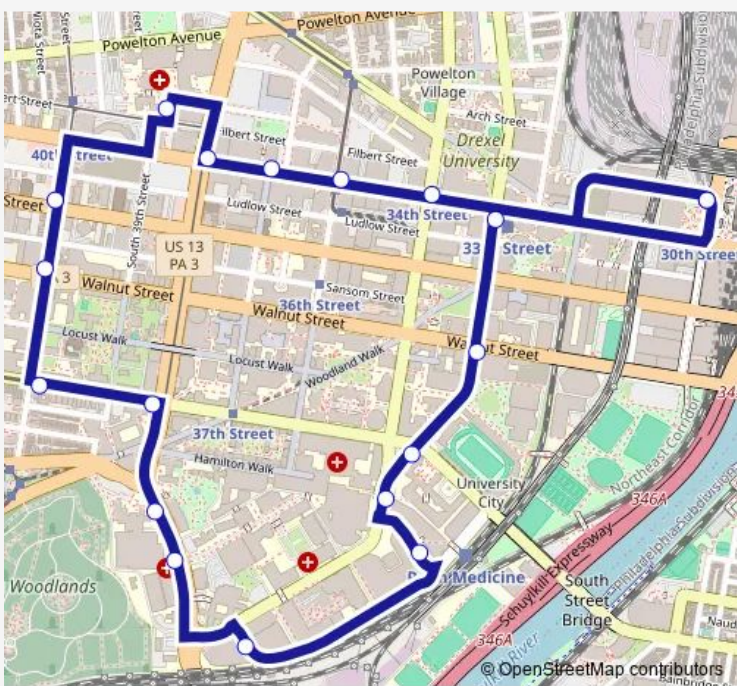 Powelton Avenue
Powelton Avenue
Street
Street
Powelton
Village
Arch Street
Drexel
University
Filbert Street
40th Street
South 39th Street
Ludlow Street
34th Street
Ludlow Street
33
Street
30th Street
Street
US 13
PA 3
3
Sansom Street
36th Street
Walnut Street
Walnut Street
Walnut Street
Locust Walk
Locust Walk
Woodland Walk
37th Street
Hamilton Walk
University
City
Northeast Corridor
346A
Philadelphia Subdivision
Schuylkill Expressway
Medicine
Woodlands
South
Street
Bridge
346A
River
© OpenStreetMap contributors